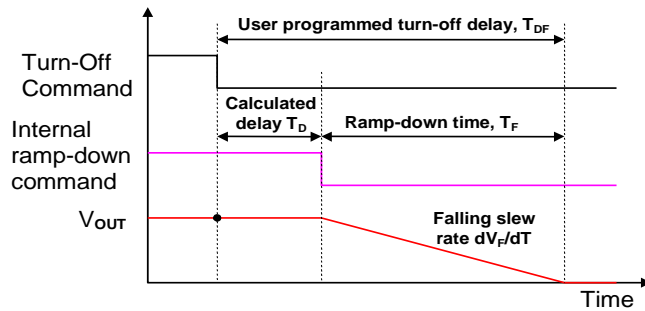 User programmed turn-off delay, TDF
Turn-Off
Command
Calculated
delay TD
Ramp-down time, TF
Internal
ramp-down
command
VOUT
Falling slew
rate dVF/dT
Time